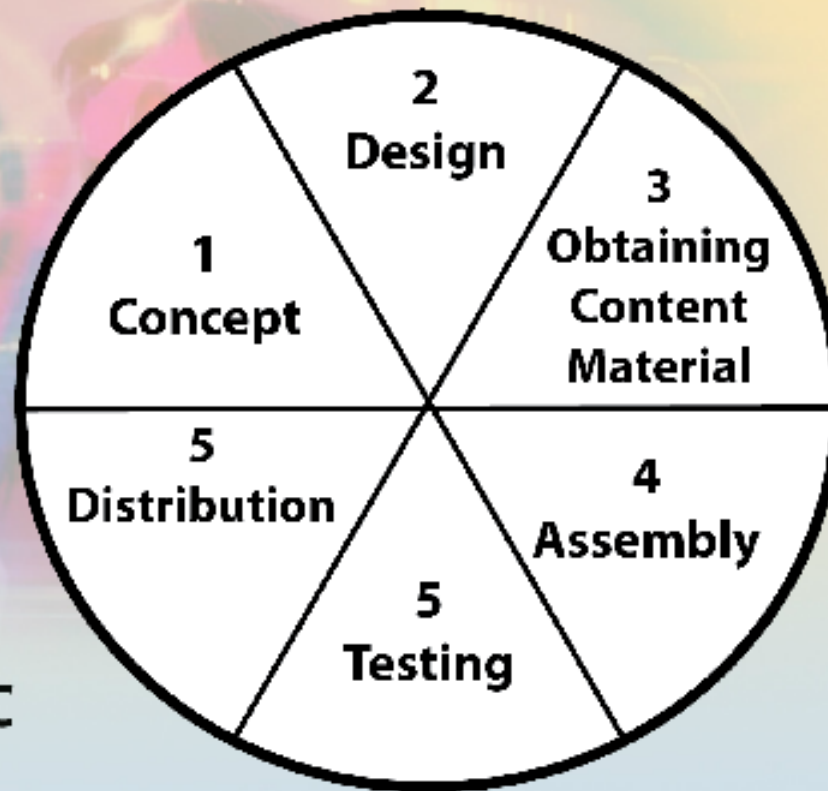 1
Concept
2
Design
3
Obtaining
Content
Material
4
Assembly
5
Testing
5
Distribution